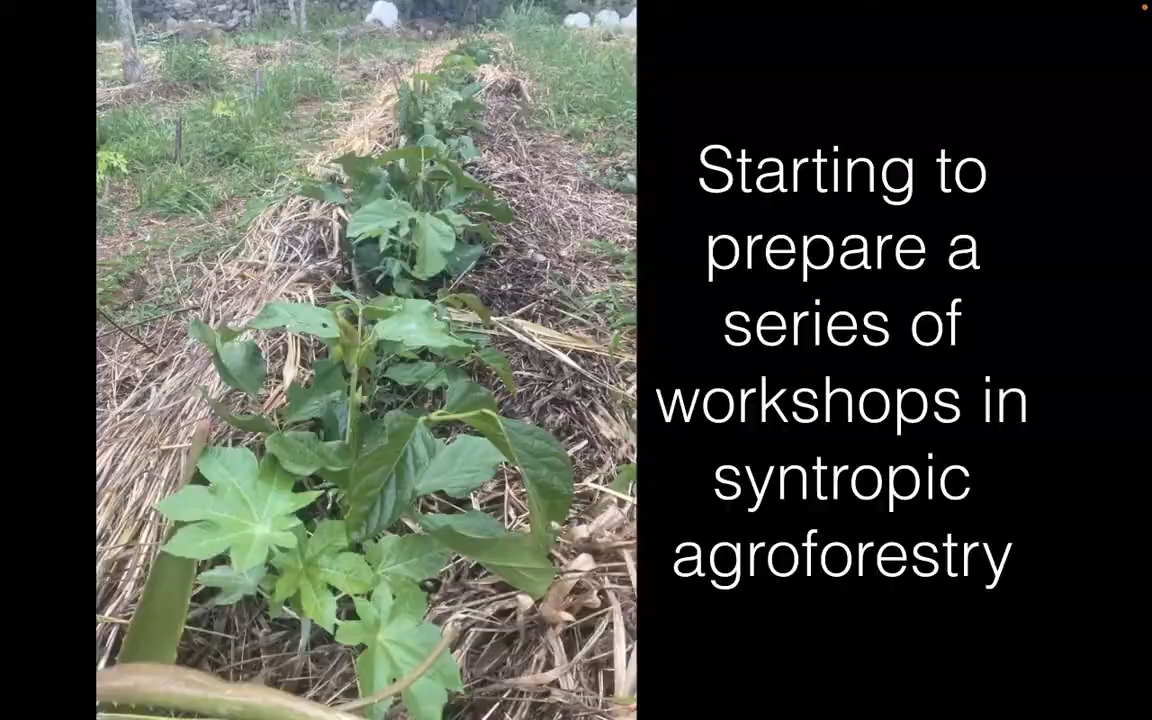 Starting to
prepare a
series of
workshops in
syntropic
agroforestry